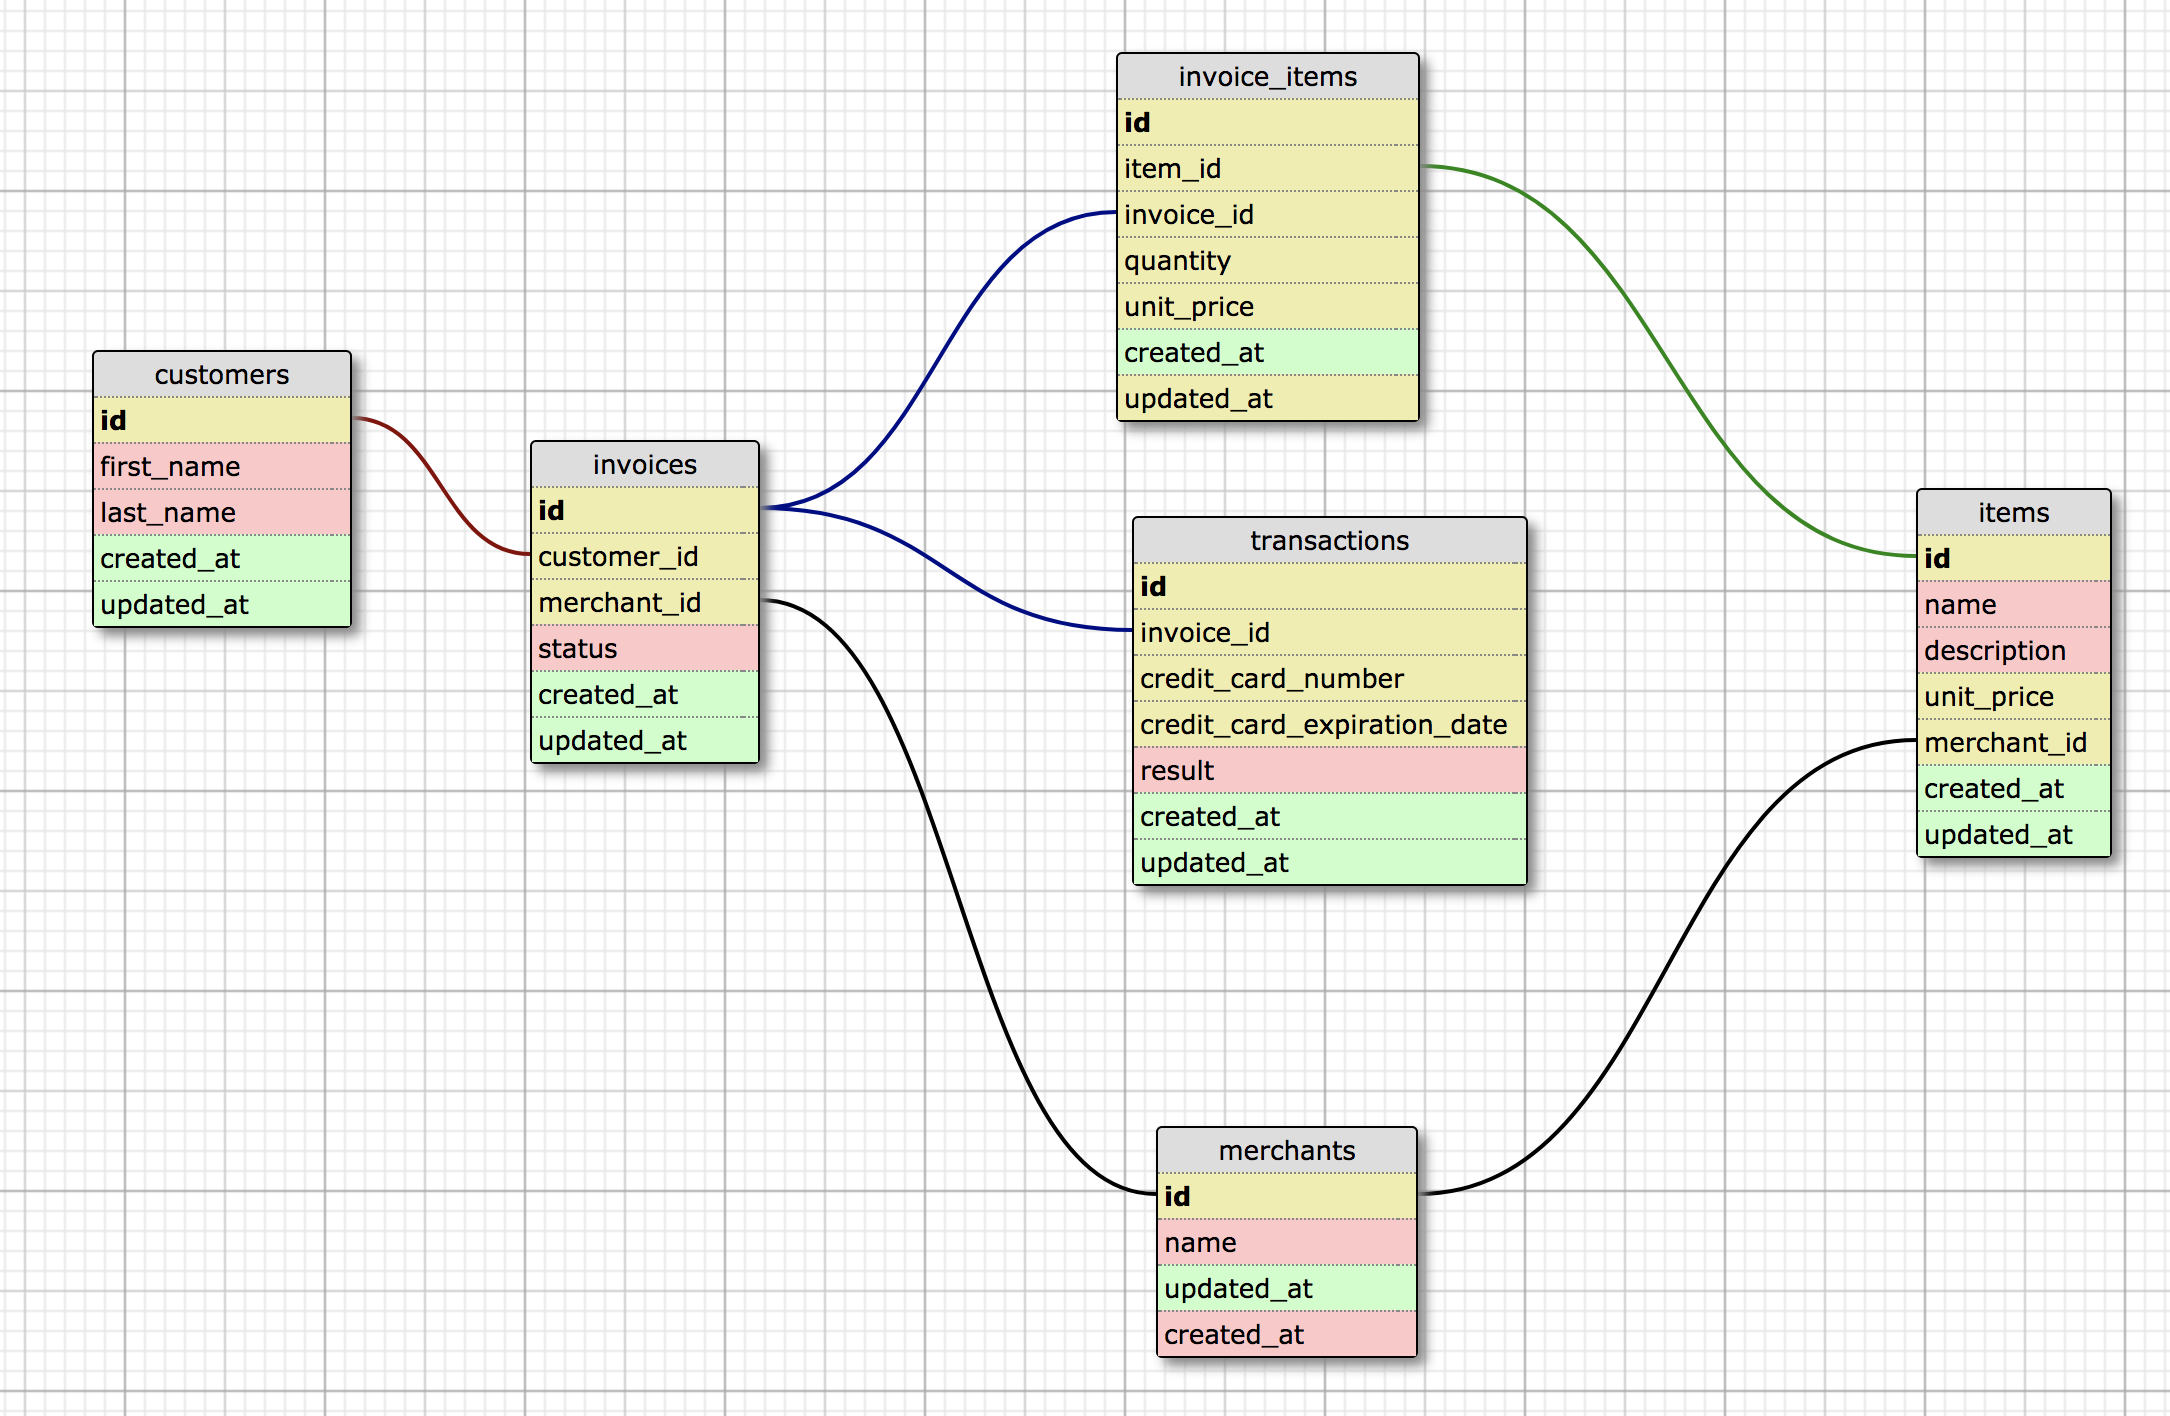 customers
id
first_name
last_name
created_at
updated_at
invoices
id
customer_id
merchant_id
status
created_at
updated_at
invoice_items
id
item_id
invoice_id
quantity
unit_price
created_at
updated_at
transactions
id
invoice_id
credit_card_number
credit_card_expiration_date
result
created_at
updated_at
merchants
id
name
updated_at
created_at
items
id
name
description
unit_price
merchant_id
created_at
updated_at